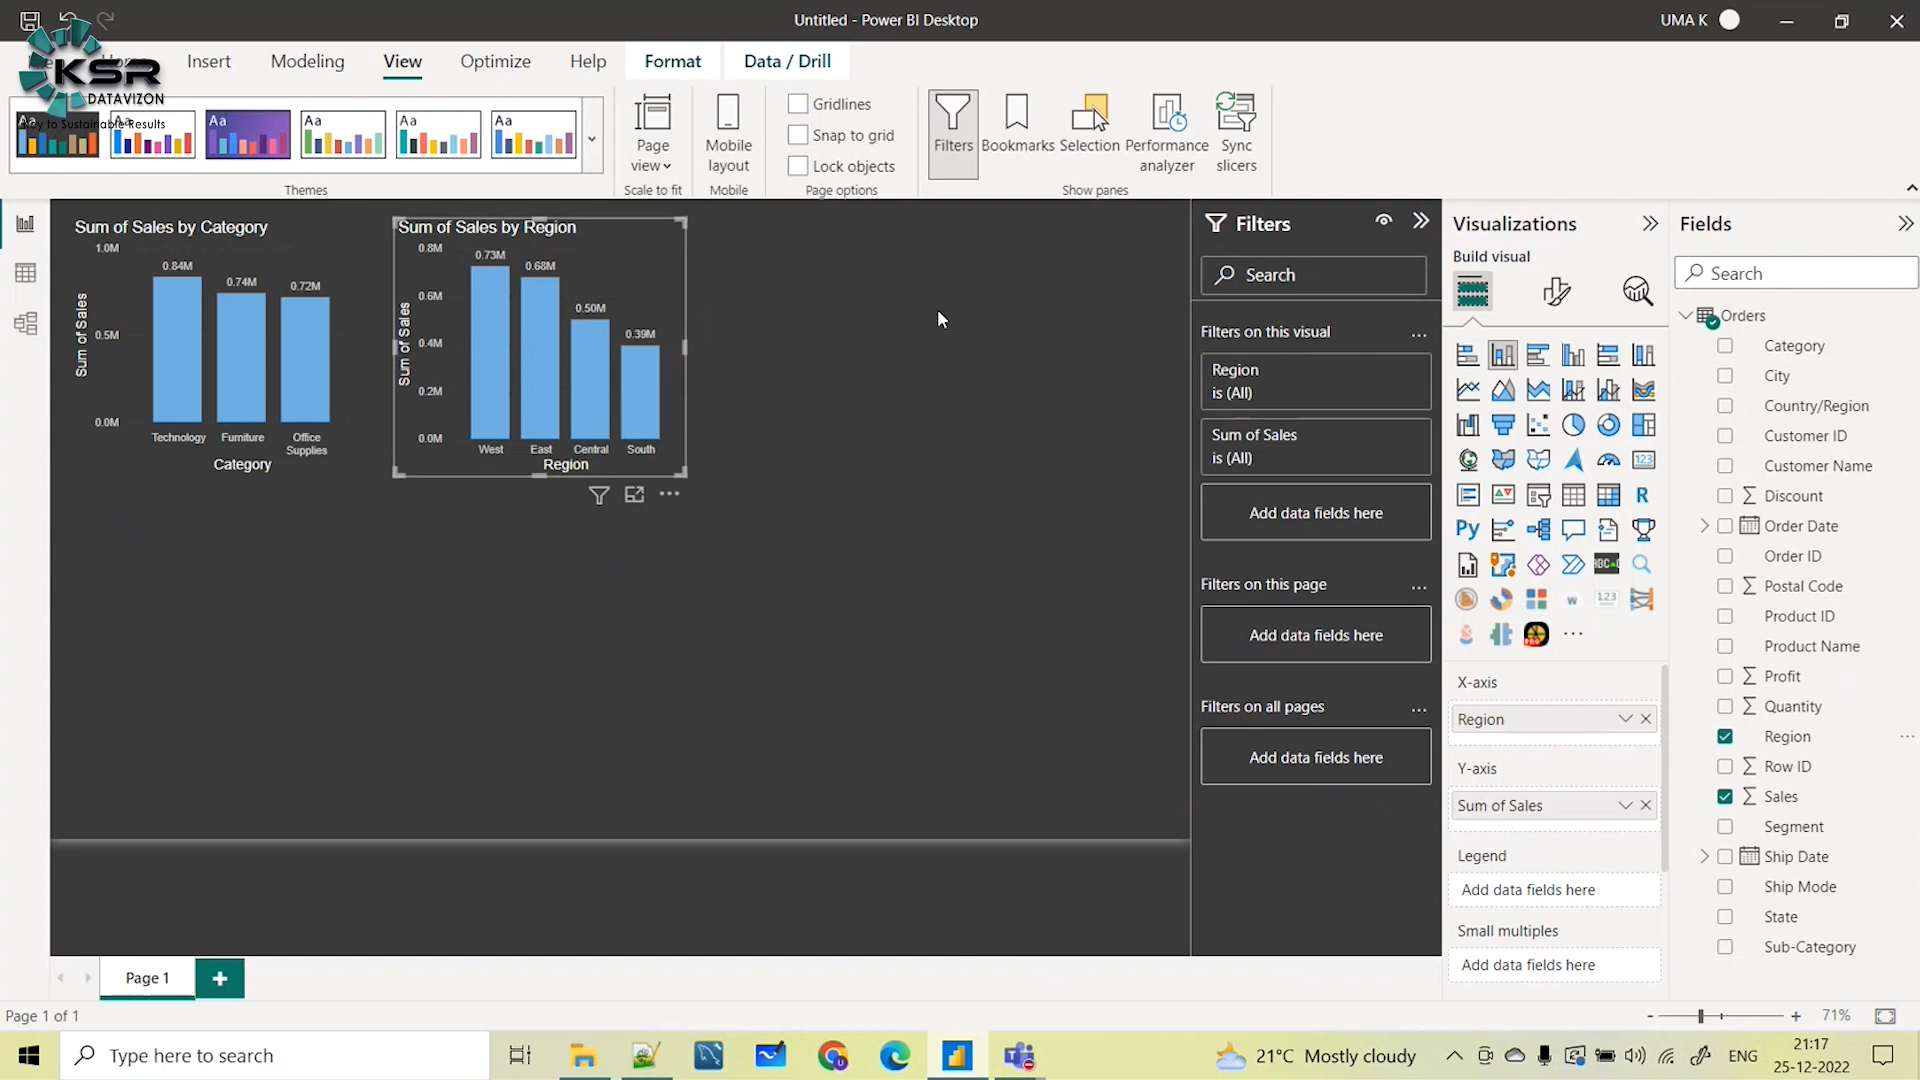 Untitled - Power BI Desktop
UMA K
KSR
DATAVIZON
Key to Sustainable Results
Insert
Modeling
View
Optimize
Help
Format
Data / Drill
Aa
Aa
Aa
Aa
Aa
Aa
Themes
Page
view
Scale to fit
Mobile
layout
Mobile
Gridlines
Snap to grid
Lock objects
Page options
Filters
Bookmarks
Selection
Performance
analyzer
Sync
slicers
Show panes
Sum of Sales by Category
1.0M
0.5M
0.0M
Sum of Sales
0.84M
0.74M
0.72M
Technology
Furniture
Office
Supplies
Category
Sum of Sales by Region
0.8M
0.6M
0.4M
0.2M
0.0M
Sum of Sales
0.73M
0.68M
0.50M
0.39M
West
East
Central
South
Region
Filters
Search
Filters on this visual
Region
is (All)
Sum of Sales
is (All)
Add data fields here
Filters on this page
Add data fields here
Filters on all pages
Add data fields here
Visualizations
Build visual
123
R
Py
ABC
W
123
PRO
X-axis
Region
Y-axis
Sum of Sales
Legend
Add data fields here
Small multiples
Add data fields here
Fields
Search
Orders
Category
City
Country/Region
Customer ID
Customer Name
Discount
Order Date
Order ID
Postal Code
Product ID
Product Name
Profit
Quantity
Region
Row ID
Sales
Segment
Ship Date
Ship Mode
State
Sub-Category
Page 1
Page 1 of 1
71%
Type here to search
21°C Mostly cloudy
ENG
21:17
25-12-2022